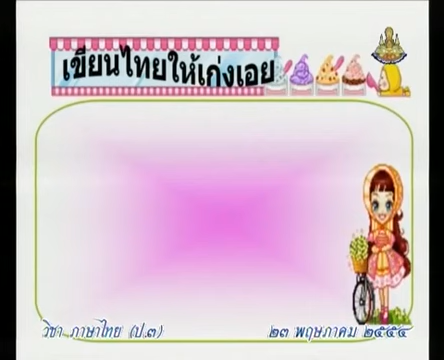 เขียนไทยให้เก่งเอย
วิชา ภาษาไทย (ป.๓)
๒๓ พฤษภาคม ๒๕๕๔